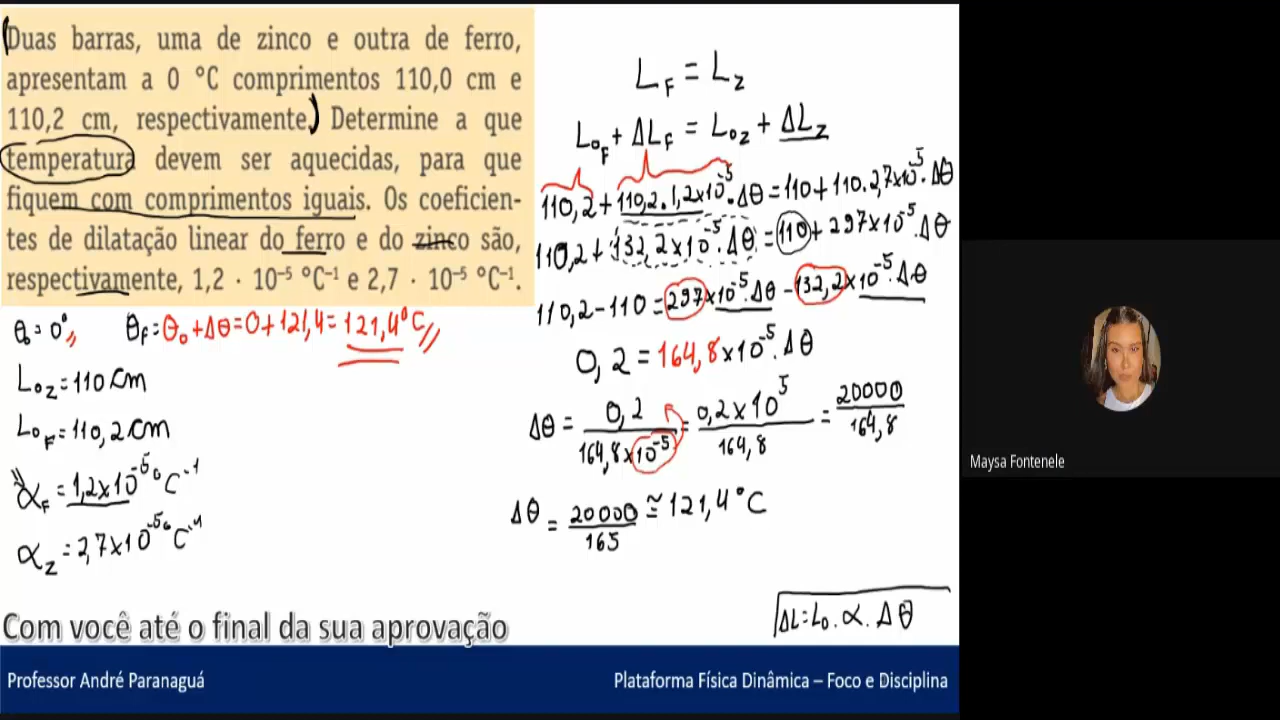 Duas barras, uma de zinco e outra de ferro,
apresentam a 0 °C comprimentos 110,0 cm e
110,2 cm, respectivamente. Determine a que
temperatura devem ser aquecidas, para que
fiquem com comprimentos iguais. Os coeficien-
tes de dilatação linear do ferro e do zinco são,
respectivamente, 1,2 · 10⁻⁵ °C⁻¹ e 2,7 · 10⁻⁵ °C⁻¹.
θ₀ = 0° θF = θ₀ + Δθ = 0 + 121,4 = 121,4°C //
L₀Z = 110 cm
L₀F = 110,2 cm
αF = 1,2x10⁻⁵ °C⁻¹
αZ = 2,7x10⁻⁵ °C⁻¹
LF = LZ
L₀F + ΔLF = L₀Z + ΔLZ
110,2 + 110,2.1,2x10⁻⁵.Δθ = 110 + 110.2,7x10⁻⁵.Δθ
110,2 + 132,2x10⁻⁵.Δθ = 110 + 297x10⁻⁵.Δθ
110,2 - 110 = 297x10⁻⁵.Δθ - 132,2x10⁻⁵.Δθ
0,2 = 164,8x10⁻⁵.Δθ
Δθ = 0,2 / 164,8x10⁻⁵ = 0,2x10⁵ / 164,8 = 20000 / 164,8
Δθ = 20000 / 165 ≅ 121,4°C
ΔL = L₀ . α . Δθ
Com você até o final da sua aprovação
Professor André Paranaguá
Plataforma Física Dinâmica – Foco e Disciplina
Maysa Fontenele